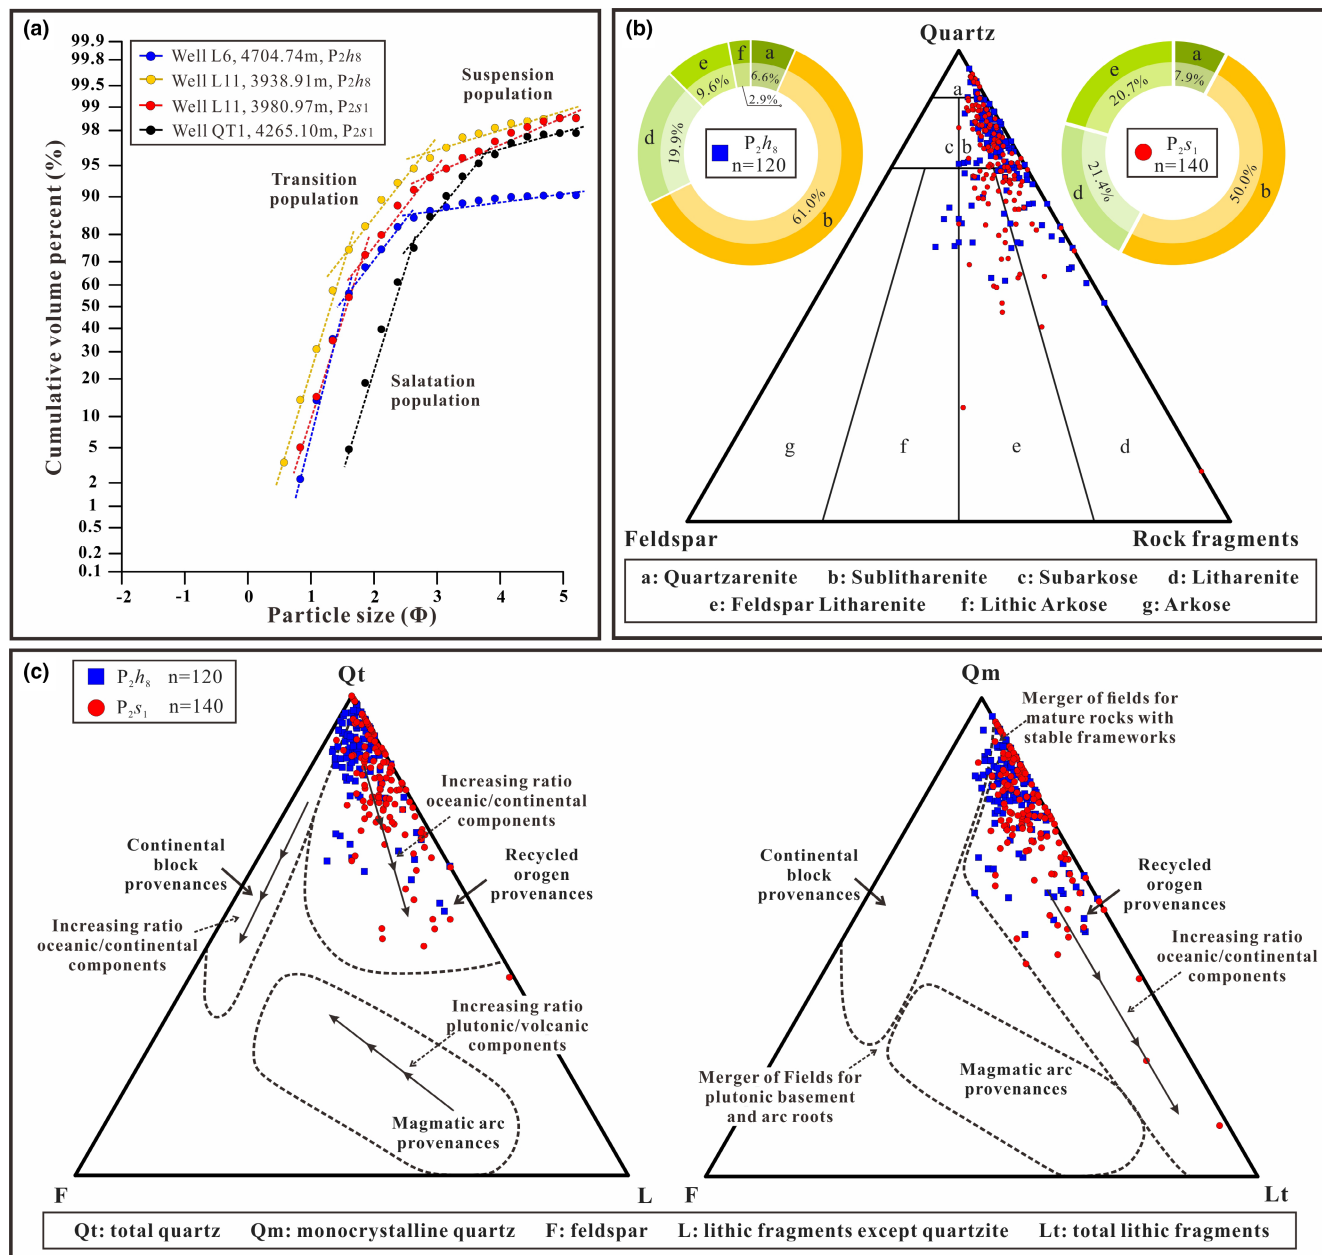 (a)
99.9
99.8
99.5
99
98
95
90
80
70
60
50
40
30
20
10
5
2
1
0.5
0.2
0.1
Cumulative volume percent (%)
Well L6, 4704.74m, P2h8
Well L11, 3938.91m, P2h8
Well L11, 3980.97m, P2s1
Well QT1, 4265.10m, P2s1
Suspension
population
Transition
population
Salatation
population
-2
-1
0
1
2
3
4
5
Particle size (Φ)
(b)
Quartz
a
b
c
d
e
f
g
Feldspar
Rock fragments
f
a
e
d
b
6.6%
2.9%
9.6%
19.9%
61.0%
P2h8
n=120
a
e
d
b
7.9%
20.7%
21.4%
50.0%
P2s1
n=140
a: Quartzarenite b: Sublitharenite c: Subarkose d: Litharenite
e: Feldspar Litharenite f: Lithic Arkose g: Arkose
(c)
P2h8 n=120
P2s1 n=140
Qt
Increasing ratio
oceanic/continental
components
Continental
block
provenances
Recycled
orogen
provenances
Increasing ratio
oceanic/continental
components
Increasing ratio
plutonic/volcanic
components
Magmatic arc
provenances
F
L
Qm
Merger of fields for
mature rocks with
stable frameworks
Continental
block
provenances
Recycled
orogen
provenances
Increasing ratio
oceanic/continental
components
Merger of Fields for
plutonic basement
and arc roots
Magmatic arc
provenances
F
Lt
Qt: total quartz Qm: monocrystalline quartz F: feldspar L: lithic fragments except quartzite Lt: total lithic fragments